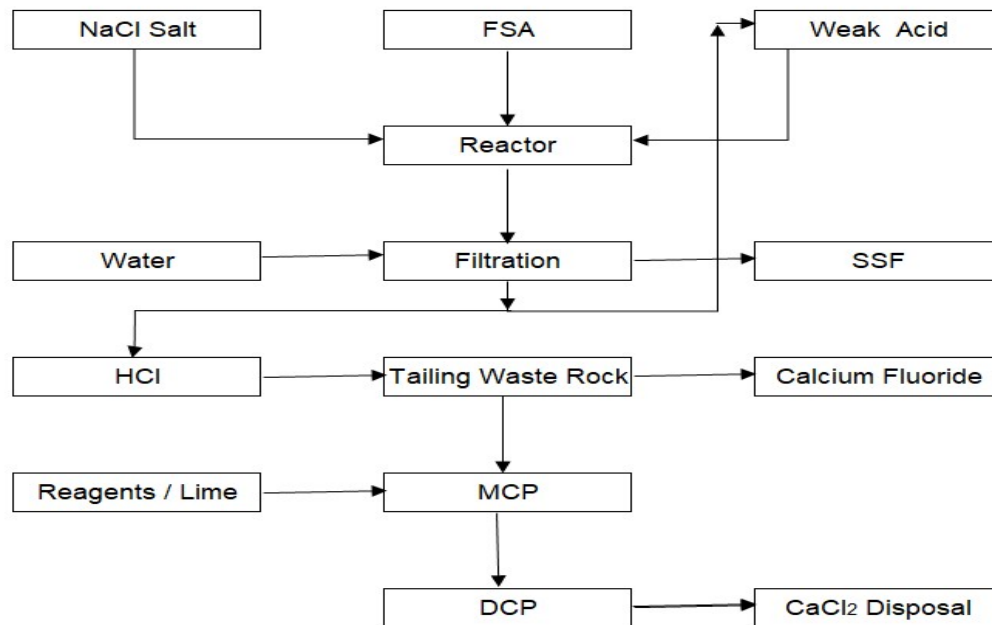 NaCl Salt
FSA
Weak Acid
Reactor
Water
Filtration
SSF
HCl
Tailing Waste Rock
Calcium Fluoride
Reagents / Lime
MCP
DCP
CaCl₂ Disposal